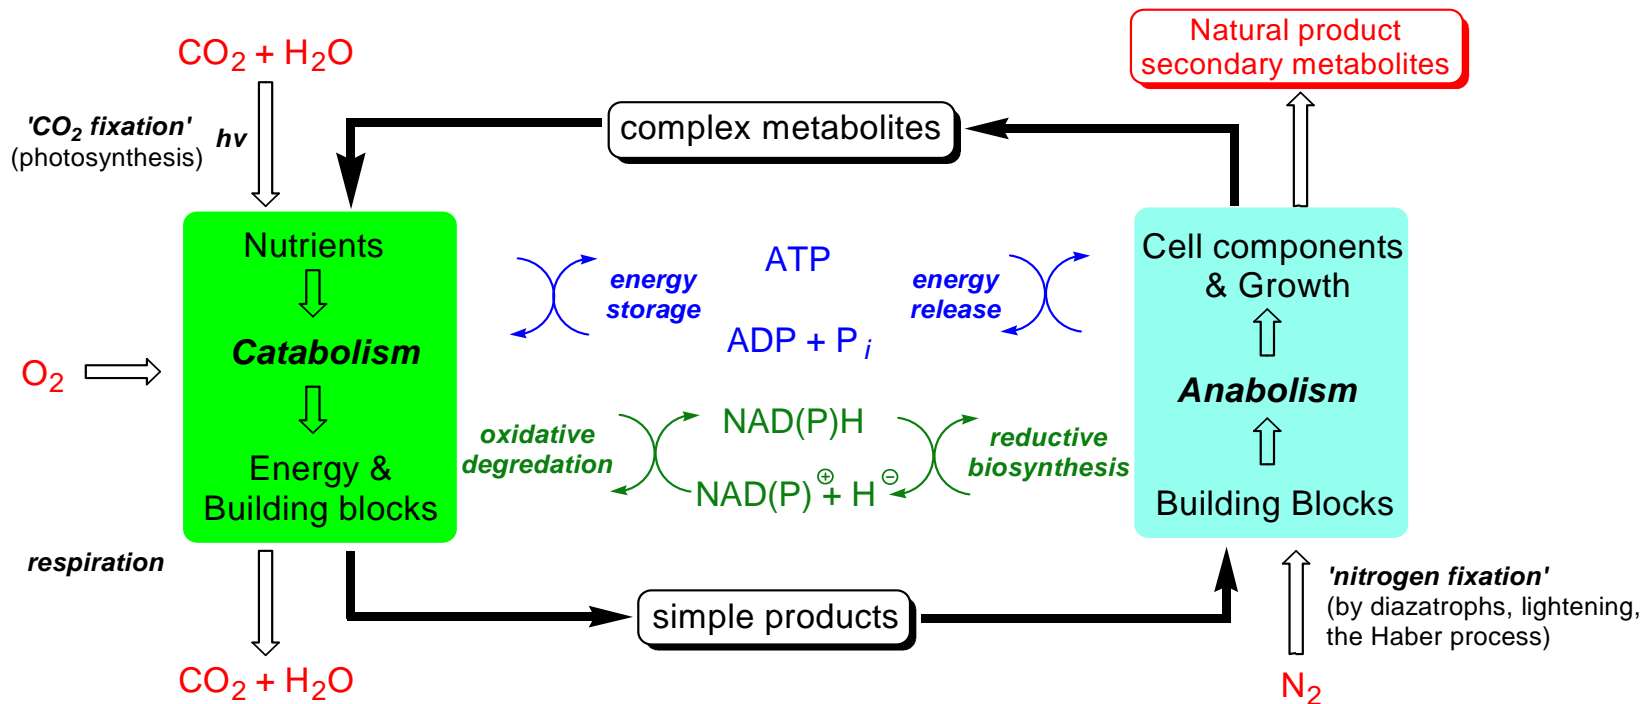 CO2 + H2O
Natural product
secondary metabolites
'CO2 fixation'
(photosynthesis)
hv
complex metabolites
Nutrients
Catabolism
Energy &
Building blocks
O2
energy
storage
ATP
ADP + Pi
energy
release
oxidative
degredation
NAD(P)H
NAD(P)⊕ + H⊖
reductive
biosynthesis
Cell components
& Growth
Anabolism
Building Blocks
respiration
simple products
'nitrogen fixation'
(by diazatrophs, lightening,
the Haber process)
CO2 + H2O
N2